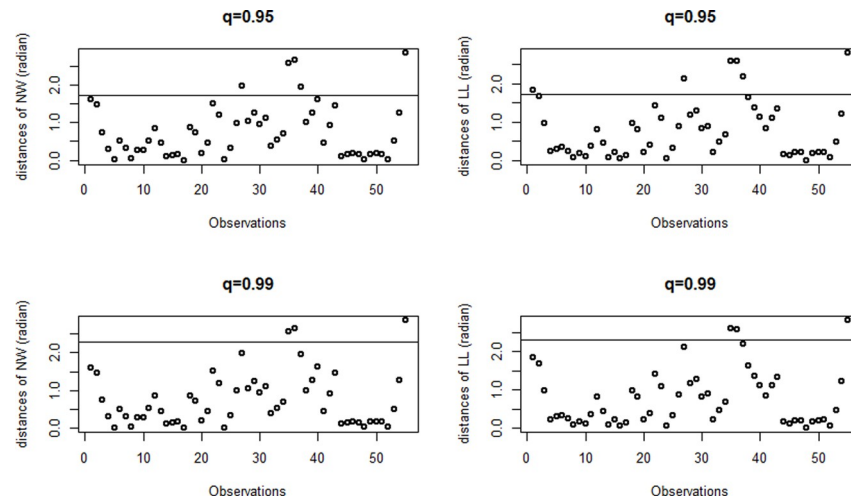 q=0.95
distances of NW (radian)
0.0
1.0
2.0
0 10 20 30 40 50
Observations
q=0.95
distances of LL (radian)
0.0
1.0
2.0
0 10 20 30 40 50
Observations
q=0.99
distances of NW (radian)
0.0
1.0
2.0
0 10 20 30 40 50
Observations
q=0.99
distances of LL (radian)
0.0
1.0
2.0
0 10 20 30 40 50
Observations